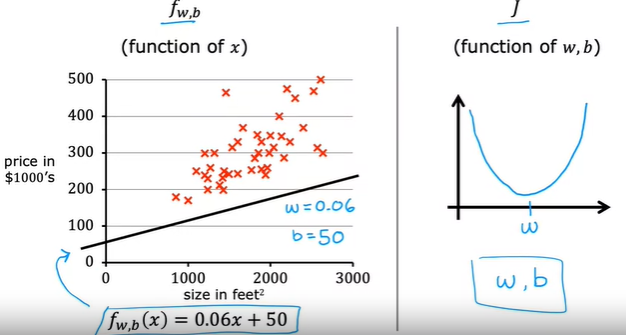 f_{w,b}
(function of x)
500
400
300
200
100
0
price in
$1000's
w=0.06
b=50
0 1000 2000 3000
size in feet²
f_{w,b}(x) = 0.06x + 50
J
(function of w, b)
w
w,b